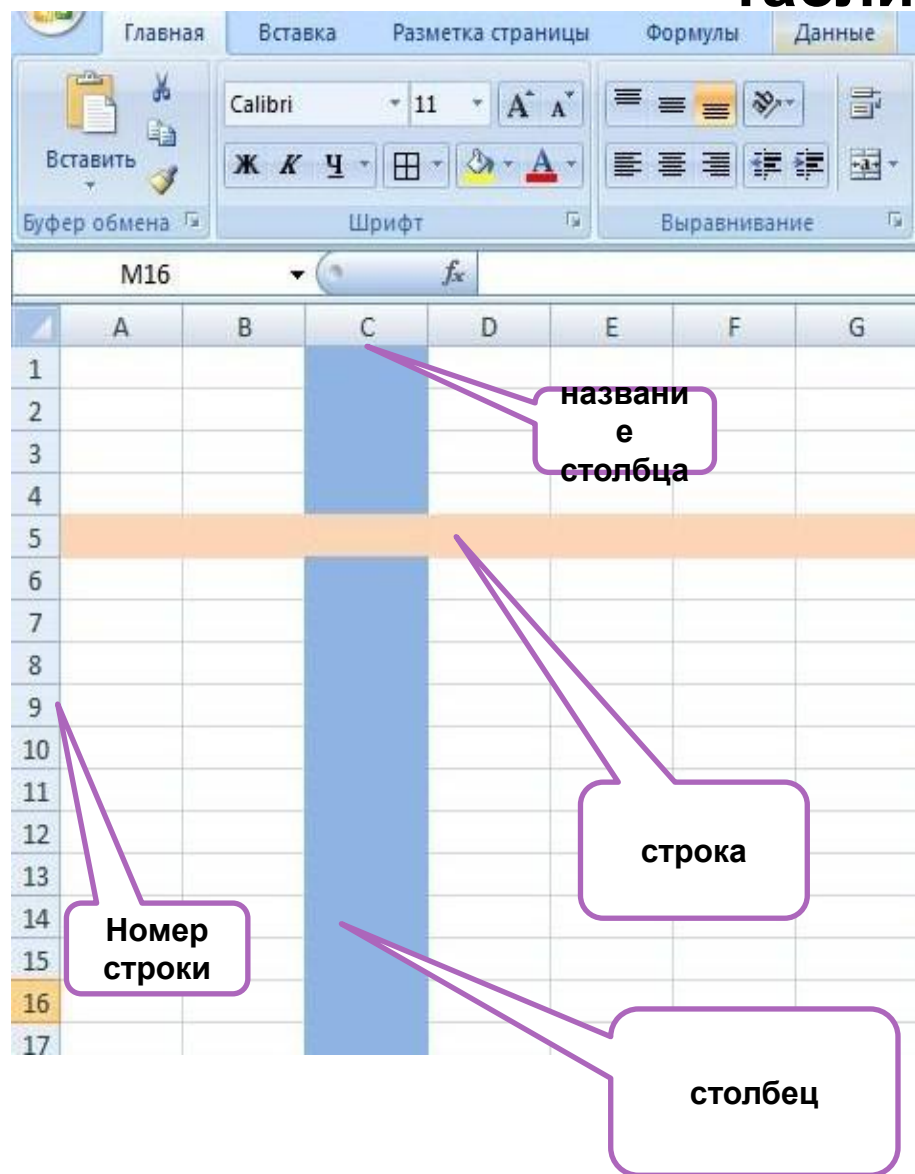 Главная Вставка Разметка страницы Формулы Данные
Calibri 11 A A
Вставить Ж К Ч A
Буфер обмена Шрифт Выравнивание
M16 fx
A B C D E F G
1
2
3
4
5
6
7
8
9
10
11
12
13
14
15
16
17
названи
е
столбца
строка
Номер
строки
столбец